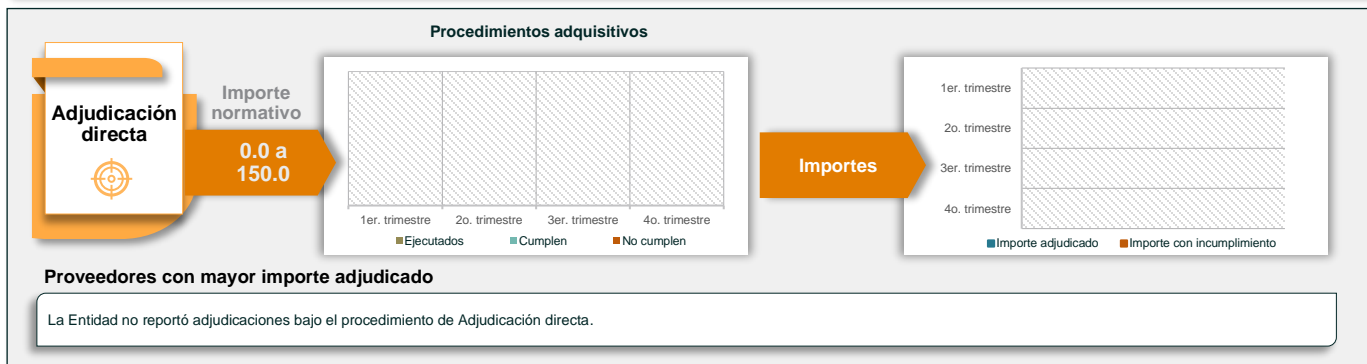 Procedimientos adquisitivos
Adjudicación
directa
Importe
normativo
0.0 a
150.0
1er. trimestre
2o. trimestre
3er. trimestre
4o. trimestre
Ejecutados
Cumplen
No cumplen
Importes
1er. trimestre
2o. trimestre
3er. trimestre
4o. trimestre
Importe adjudicado
Importe con incumplimiento
Proveedores con mayor importe adjudicado
La Entidad no reportó adjudicaciones bajo el procedimiento de Adjudicación directa.